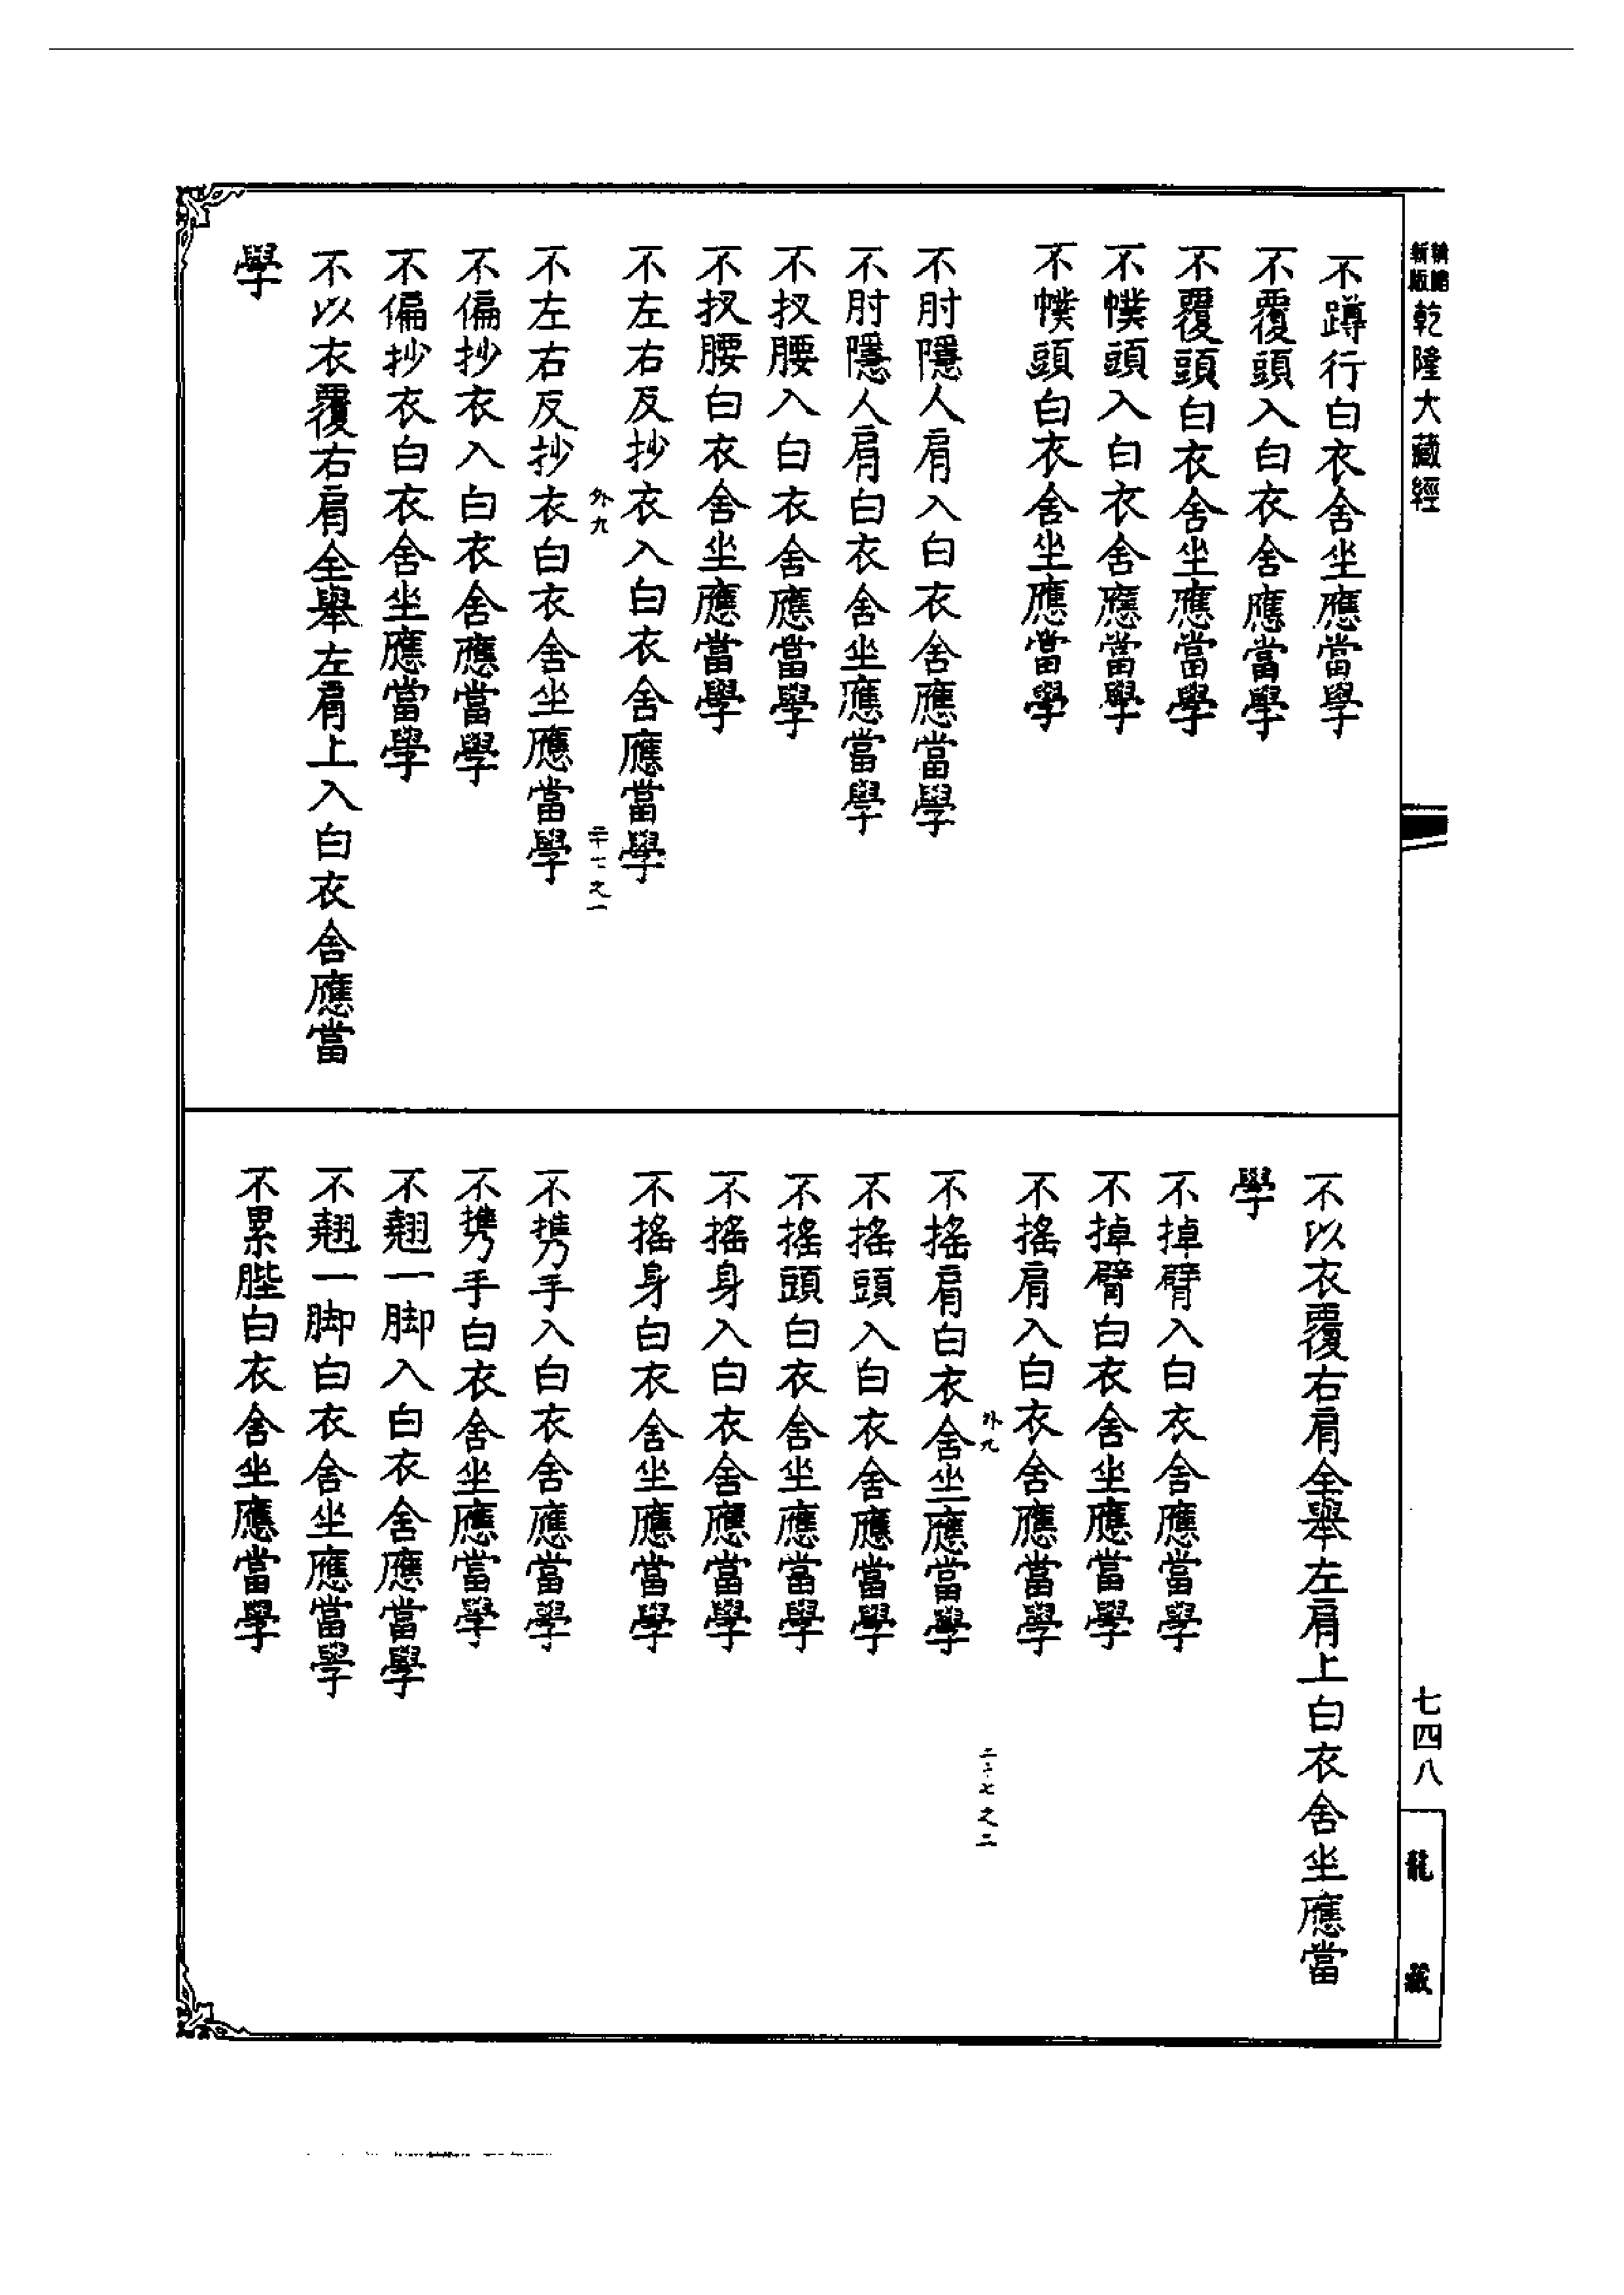 新版
乾隆大藏經
七四八
龍藏
不蹲行白衣舍坐應當學
不覆頭入白衣舍應當學
不覆頭白衣舍坐應當學
不幞頭入白衣舍應當學
不幞頭白衣舍坐應當學
不肘隱人肩入白衣舍應當學
不肘隱人肩白衣舍坐應當學
不扠腰入白衣舍應當學
不扠腰白衣舍坐應當學
不左右反抄衣入白衣舍應當學
外九
二十七之一
不左右反抄衣白衣舍坐應當學
不偏抄衣入白衣舍應當學
不偏抄衣白衣舍坐應當學
不以衣覆右肩全舉左肩上入白衣舍應當
學
不以衣覆右肩全舉左肩上白衣舍坐應當
學
不掉臂入白衣舍應當學
不掉臂白衣舍坐應當學
不搖肩入白衣舍應當學
外九
二十七之二
不搖肩白衣舍坐應當學
不搖頭入白衣舍應當學
不搖頭白衣舍坐應當學
不搖身入白衣舍應當學
不搖身白衣舍坐應當學
不攜手入白衣舍應當學
不攜手白衣舍坐應當學
不翹一脚入白衣舍應當學
不翹一脚白衣舍坐應當學
不累䏶白衣舍坐應當學